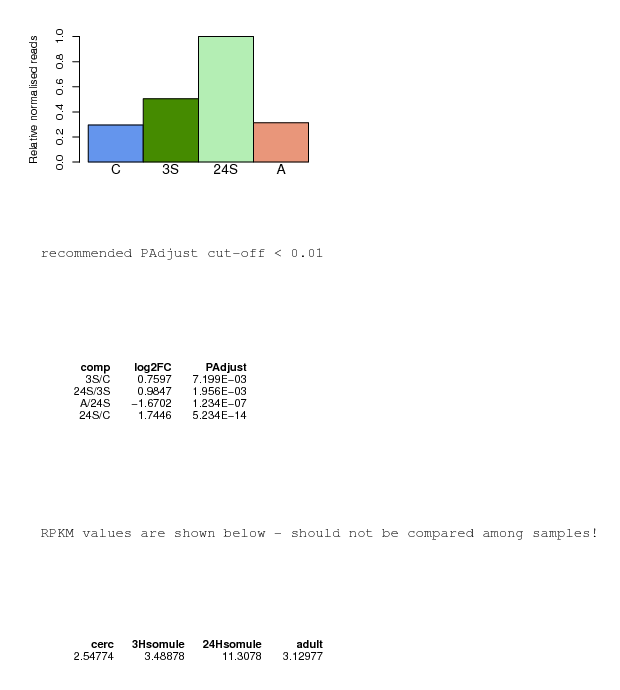 Relative normalised reads
1.0
0.8
0.6
0.4
0.2
0.0
C 3S 24S A
recommended PAdjust cut-off < 0.01
comp log2FC PAdjust
3S/C 0.7597 7.199E-03
24S/3S 0.9847 1.956E-03
A/24S -1.6702 1.234E-07
24S/C 1.7446 5.234E-14
RPKM values are shown below - should not be compared among samples!
cerc 3Hsomule 24Hsomule adult
2.54774 3.48878 11.3078 3.12977